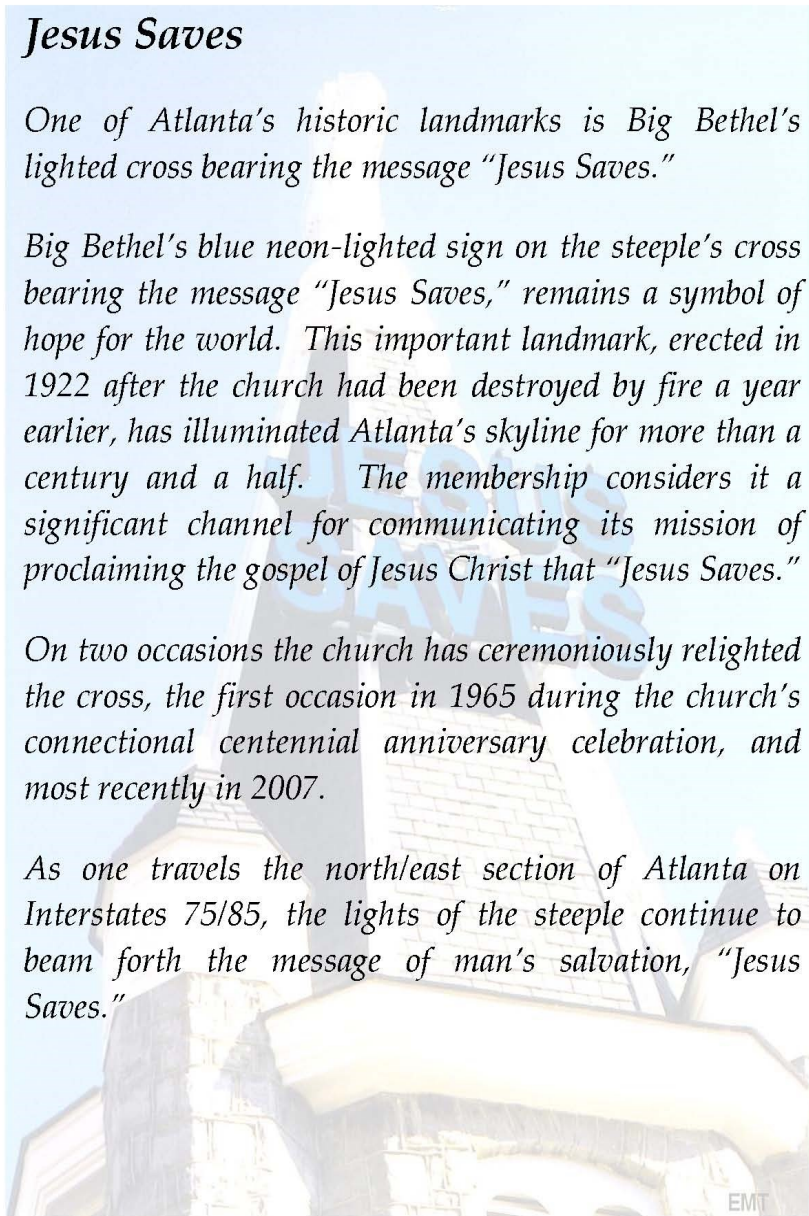 Jesus Saves
One of Atlanta's historic landmarks is Big Bethel's
lighted cross bearing the message "Jesus Saves."
Big Bethel's blue neon-lighted sign on the steeple's cross
bearing the message "Jesus Saves," remains a symbol of
hope for the world. This important landmark, erected in
1922 after the church had been destroyed by fire a year
earlier, has illuminated Atlanta's skyline for more than a
century and a half. The membership considers it a
significant channel for communicating its mission of
proclaiming the gospel of Jesus Christ that "Jesus Saves."
On two occasions the church has ceremoniously relighted
the cross, the first occasion in 1965 during the church's
connectional centennial anniversary celebration, and
most recently in 2007.
As one travels the north/east section of Atlanta on
Interstates 75/85, the lights of the steeple continue to
beam forth the message of man's salvation, "Jesus
Saves."
JESUS
SAVES
EMT